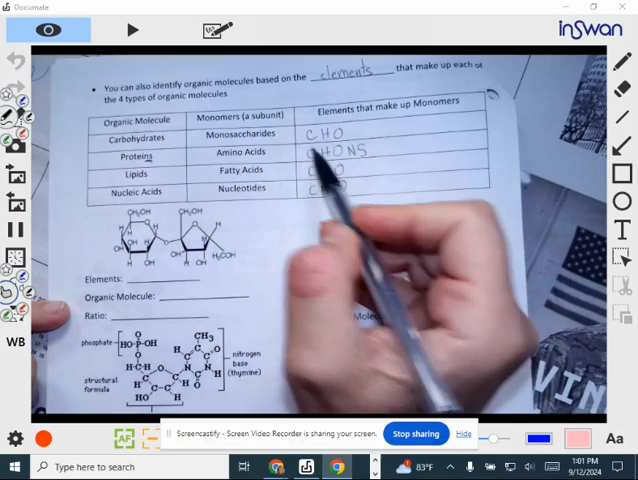 Documate
inSwan
• You can also identify organic molecules based on the elements that make up each of
the 4 types of organic molecules
Organic Molecule Monomers (a subunit) Elements that make up Monomers
Carbohydrates Monosaccharides CHO
Proteins Amino Acids CHONS
Lipids Fatty Acids
Nucleic Acids Nucleotides
CH₂OH CH₂OH
H₂COH
Elements:
Organic Molecule:
Ratio:
phosphate HO-P-OH CH₃
nitrogen
base
(thymine)
structural
formula
WB
VIN
Screencastify - Screen Video Recorder is sharing your screen. Stop sharing Hide
Aa
Type here to search 83°F 1:01 PM
9/12/2024